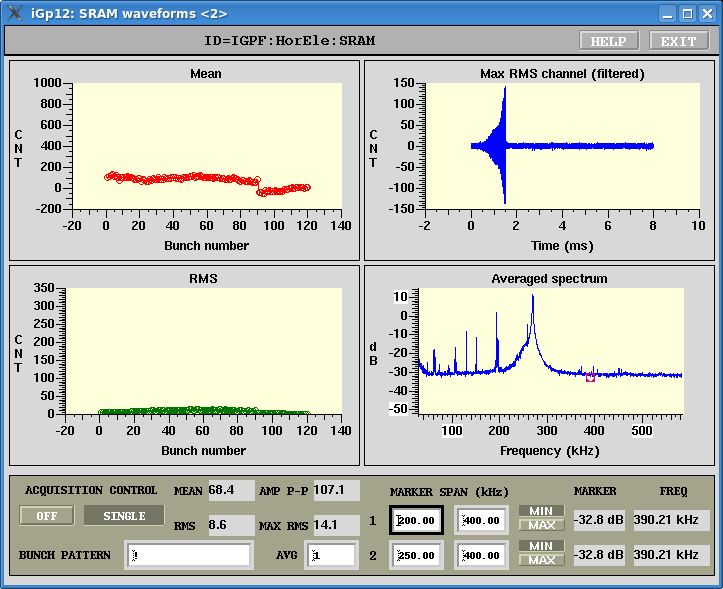 iGp12: SRAM waveforms <2>
ID=IGPF:HorEle:SRAM HELP EXIT
Mean
1000
800
600
400
200
0
-200
C
N
T
-20 0 20 40 60 80 100 120 140
Bunch number
Max RMS channel (filtered)
150
100
50
0
-50
-100
-150
C
N
T
-2 0 2 4 6 8 10
Time (ms)
RMS
350
300
250
200
150
100
50
0
C
N
T
-20 0 20 40 60 80 100 120 140
Bunch number
Averaged spectrum
10
0
-10
-20
-30
-40
-50
d
B
100 200 300 400 500
Frequency (kHz)
ACQUISITION CONTROL MEAN 68.4 AMP P-P 107.1 MARKER SPAN (kHz) MARKER FREQ
OFF SINGLE RMS 8.6 MAX RMS 14.1 1 200.00 400.00 MIN MAX -32.8 dB 390.21 kHz
BUNCH PATTERN ! AVG 1 2 250.00 400.00 MIN MAX -32.8 dB 390.21 kHz